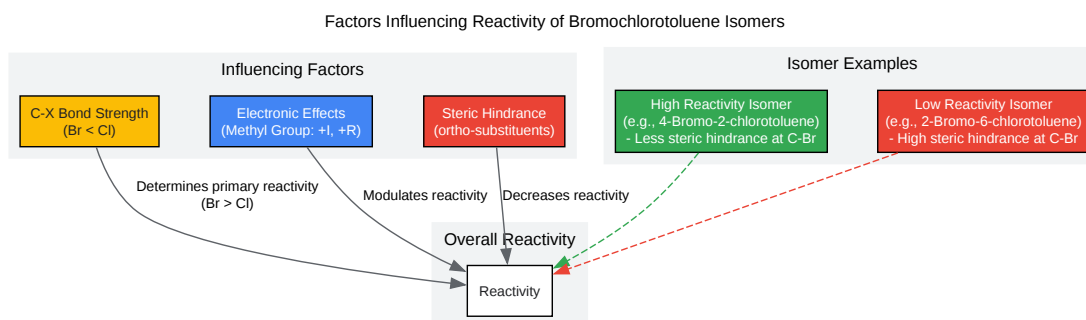 Factors Influencing Reactivity of Bromochlorotoluene Isomers
Influencing Factors
C-X Bond Strength
(Br < Cl)
Electronic Effects
(Methyl Group: +I, +R)
Steric Hindrance
(ortho-substituents)
Isomer Examples
High Reactivity Isomer
(e.g., 4-Bromo-2-chlorotoluene)
- Less steric hindrance at C-Br
Low Reactivity Isomer
(e.g., 2-Bromo-6-chlorotoluene)
- High steric hindrance at C-Br
Determines primary reactivity
(Br > Cl)
Modulates reactivity
Decreases reactivity
Overall Reactivity
Reactivity